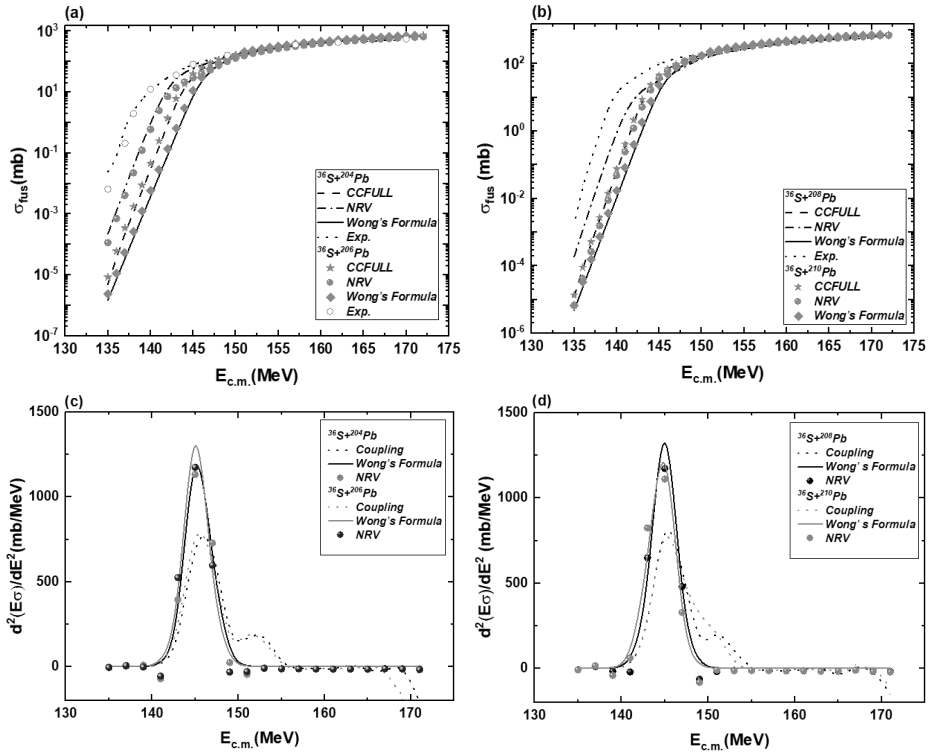 (a)
10³
10¹
10⁻¹
10⁻³
10⁻⁵
10⁻⁷
σfus(mb)
³⁶S+²⁰⁴Pb
CCFULL
NRV
Wong's Formula
Exp.
³⁶S+²⁰⁶Pb
CCFULL
NRV
Wong's Formula
Exp.
130 135 140 145 150 155 160 165 170 175
E_c.m.(MeV)
(b)
10²
10⁰
10⁻²
10⁻⁴
10⁻⁶
σfus(mb)
³⁶S+²⁰⁸Pb
CCFULL
NRV
Wong's Formula
Exp.
³⁶S+²¹⁰Pb
CCFULL
NRV
Wong's Formula
130 135 140 145 150 155 160 165 170 175
E_c.m.(MeV)
(c)
1500
1000
500
0
d²(Eσ)/dE²(mb/MeV)
³⁶S+²⁰⁴Pb
Coupling
Wong's Formula
NRV
³⁶S+²⁰⁶Pb
Coupling
Wong's Formula
NRV
130 140 150 160 170
E_c.m.(MeV)
(d)
1500
1000
500
0
d²(Eσ)/dE² (mb/MeV)
³⁶S+²⁰⁸Pb
Coupling
Wong's Formula
NRV
³⁶S+²¹⁰Pb
Coupling
Wong's Formula
NRV
130 140 150 160 170
E_c.m.(MeV)